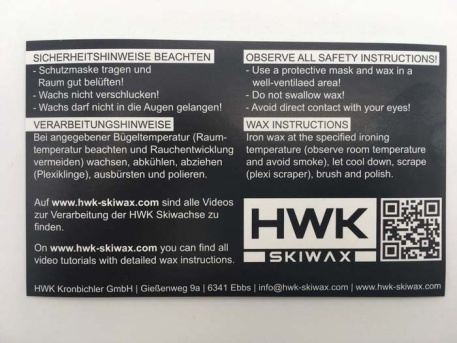 SICHERHEITSHINWEISE BEACHTEN
- Schutzmaske tragen und
Raum gut belüften!
- Wachs nicht verschlucken!
- Wachs darf nicht in die Augen gelangen!
VERARBEITUNGSHINWEISE
Bei angegebener Bügeltemperatur (Raum-
temperatur beachten und Rauchentwicklung
vermeiden) wachsen, abkühlen, abziehen
(Plexiklinge), ausbürsten und polieren.
Auf www.hwk-skiwax.com sind alle Videos
zur Verarbeitung der HWK Skiwachse zu
finden.
On www.hwk-skiwax.com you can find all
video tutorials with detailed wax instructions.
OBSERVE ALL SAFETY INSTRUCTIONS!
- Use a protective mask and wax in a
well-ventilaed area!
- Do not swallow wax!
- Avoid direct contact with your eyes!
WAX INSTRUCTIONS
Iron wax at the specified ironing
temperature (observe room temperature
and avoid smoke), let cool down, scrape
(plexi scraper), brush and polish.
HWK
SKIWAX
HWK Kronbichler GmbH | Gießenweg 9a | 6341 Ebbs | info@hwk-skiwax.com | www.hwk-skiwax.com